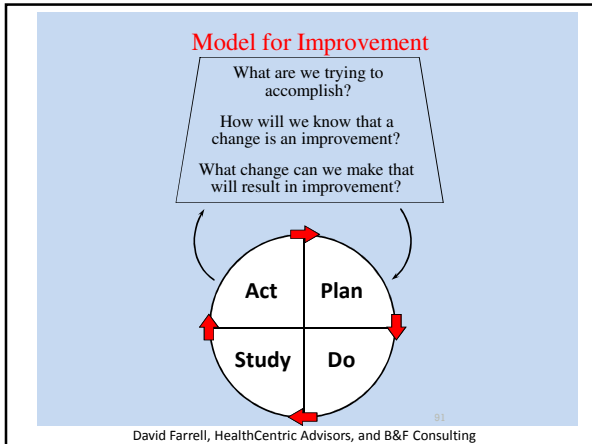 Model for Improvement
What are we trying to
accomplish?
How will we know that a
change is an improvement?
What change can we make that
will result in improvement?
Act
Plan
Study
Do
91
David Farrell, HealthCentric Advisors, and B&F Consulting